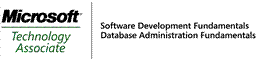 Microsoft
Technology
Associate
Software Development Fundamentals
Database Administration Fundamentals